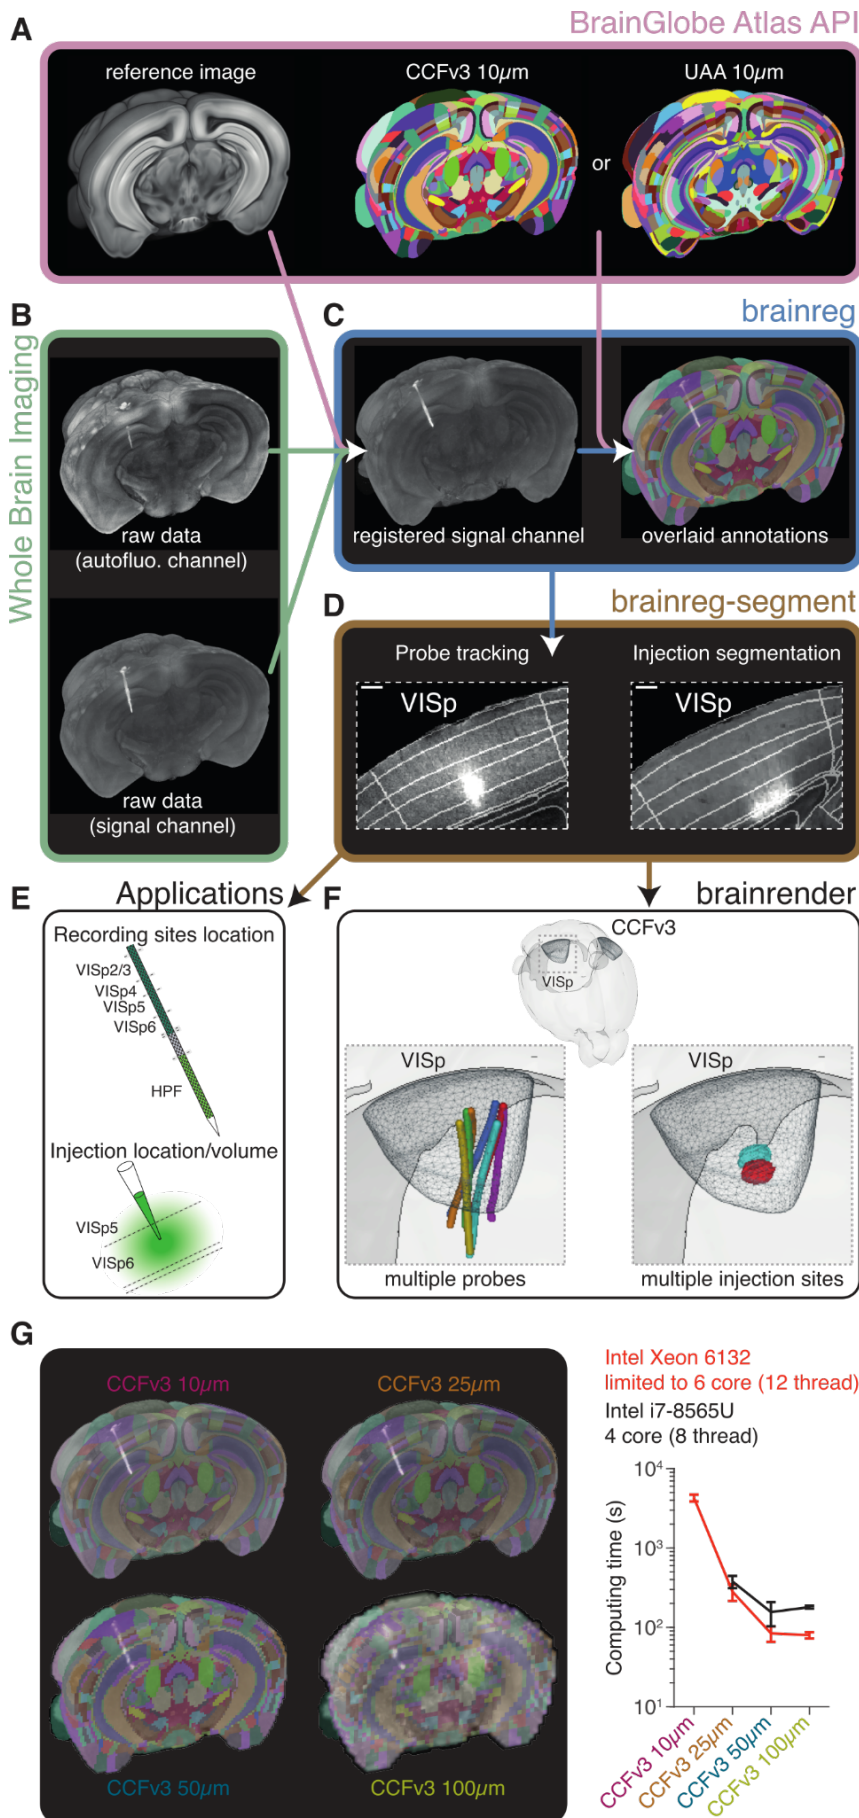 A
BrainGlobe Atlas API
reference image
CCFv3 10µm
UAA 10µm
or
B
Whole Brain Imaging
raw data
(autofluo. channel)
raw data
(signal channel)
C
brainreg
registered signal channel
overlaid annotations
D
brainreg-segment
Probe tracking
Injection segmentation
VISp
VISp
E
Applications
Recording sites location
VISp2/3
VISp4
VISp5
VISp6
HPF
Injection location/volume
VISp5
VISp6
F
brainrender
CCFv3
VISp
VISp
VISp
multiple probes
multiple injection sites
G
CCFv3 10µm
CCFv3 25µm
CCFv3 50µm
CCFv3 100µm
Intel Xeon 6132
limited to 6 core (12 thread)
Intel i7-8565U
4 core (8 thread)
Computing time (s)
10⁴
10³
10²
10¹
CCFv3 10µm
CCFv3 25µm
CCFv3 50µm
CCFv3 100µm